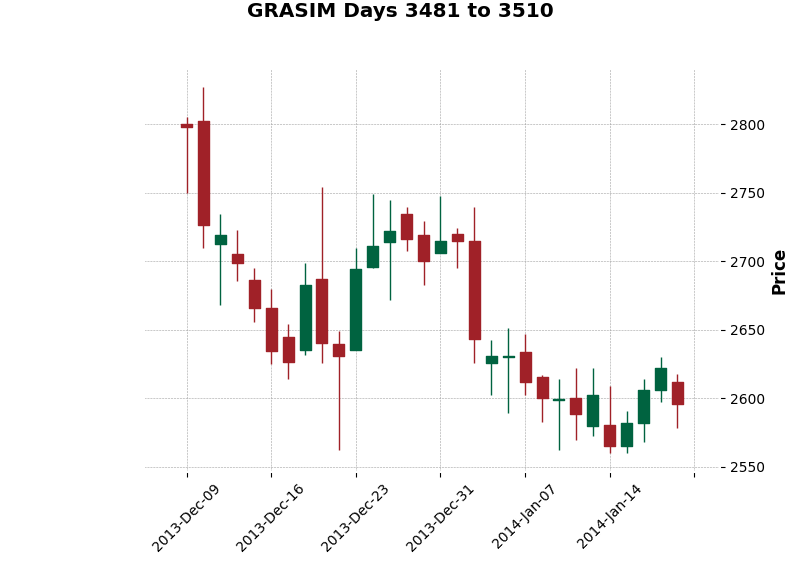 GRASIM Days 3481 to 3510
2800
2750
2700
2650
2600
2550
Price
2013-Dec-09
2013-Dec-16
2013-Dec-23
2013-Dec-31
2014-Jan-07
2014-Jan-14